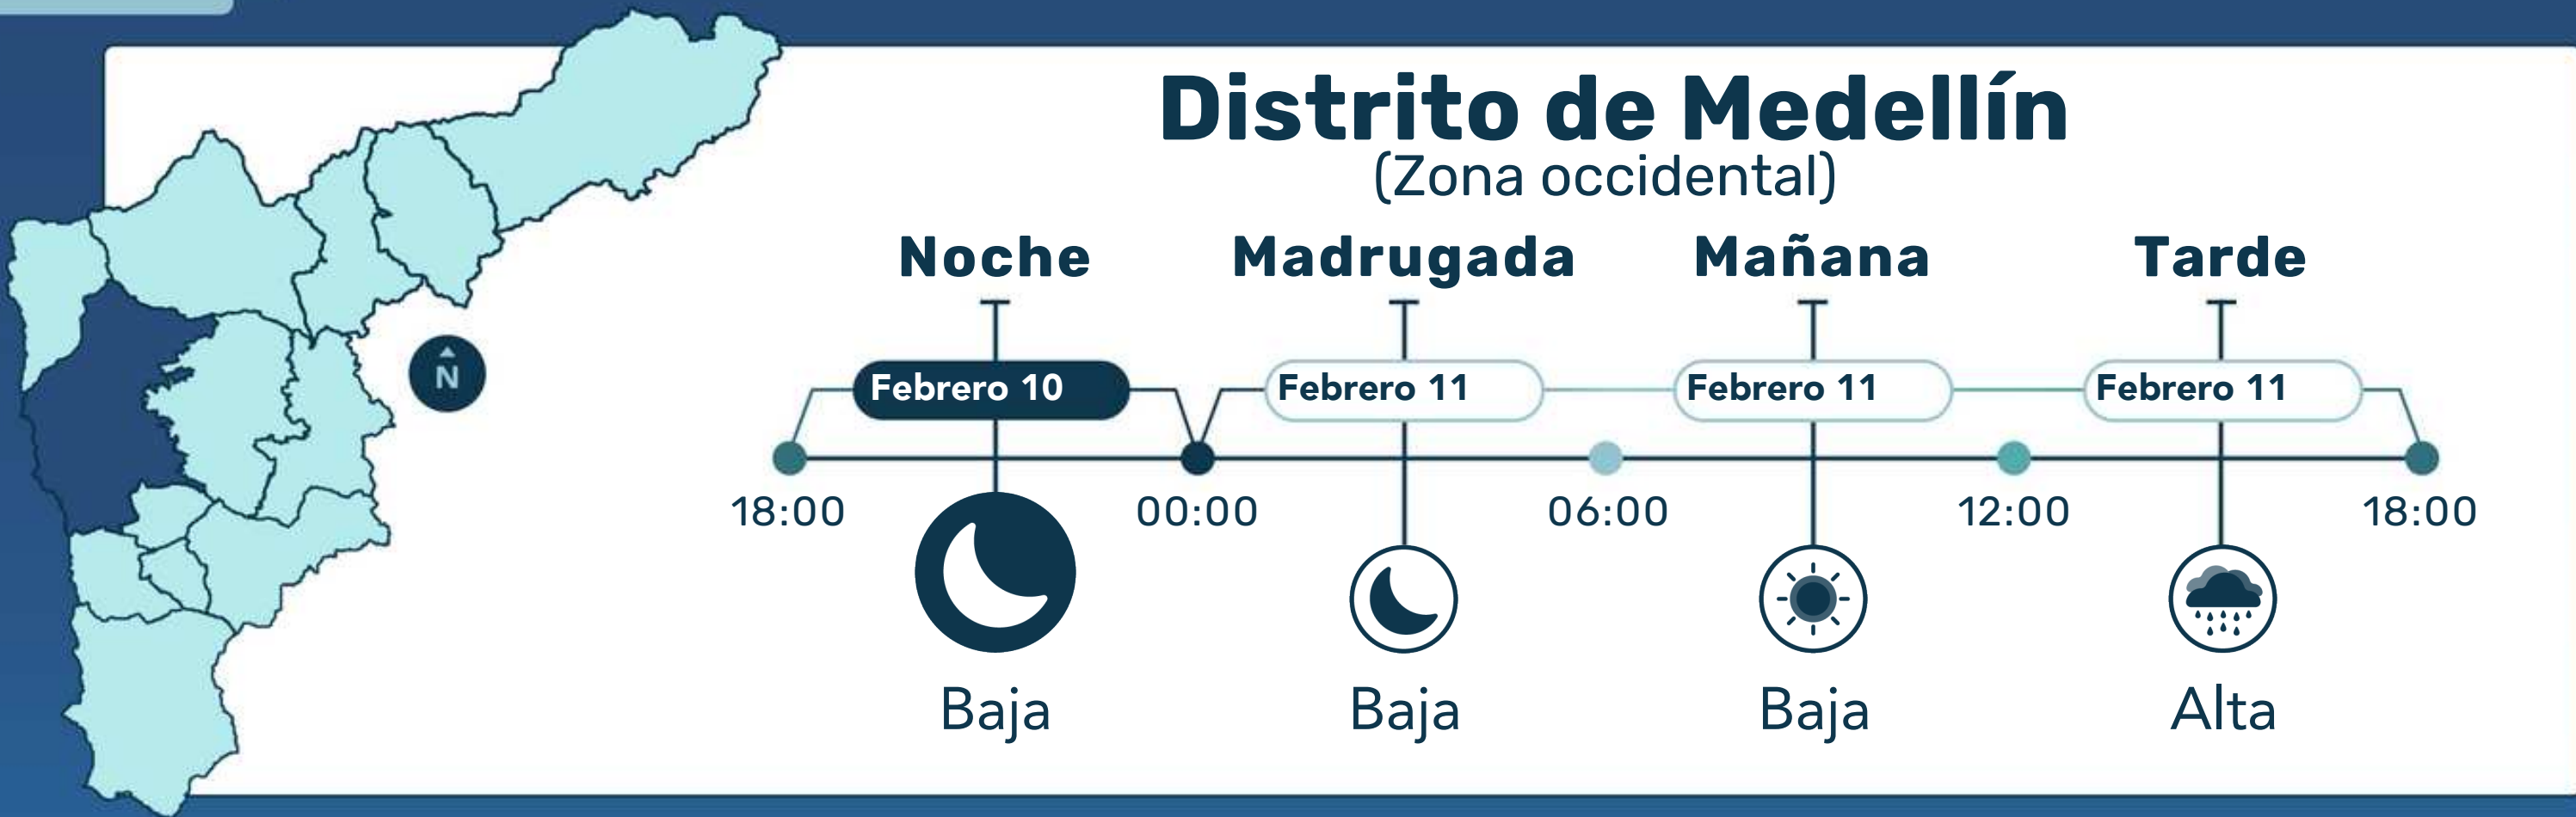 Distrito de Medellín
(Zona occidental)
Noche Madrugada Mañana Tarde
Febrero 10 Febrero 11 Febrero 11 Febrero 11
N
18:00 00:00 06:00 12:00 18:00
Baja Baja Baja Alta